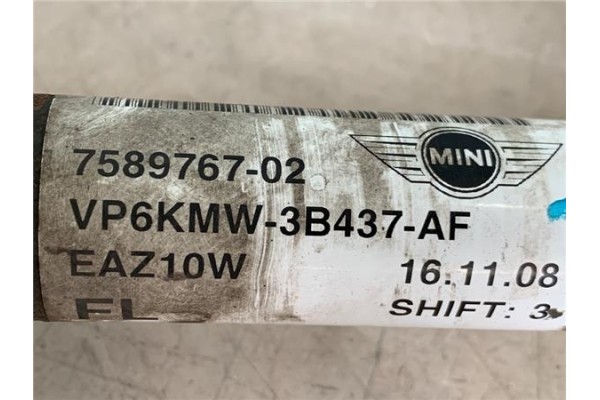 7589767-02
MINI
VP6KMW-3B437-AF
EAZ10W 16.11.08
SHIFT: 3